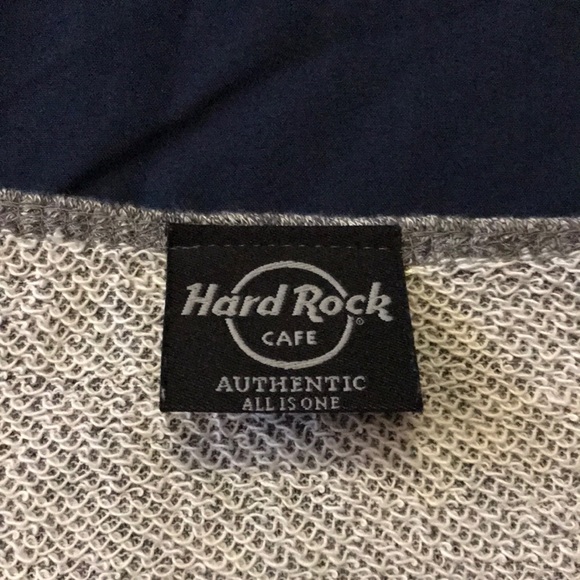 Hard Rock®
CAFE
AUTHENTIC
ALL IS ONE